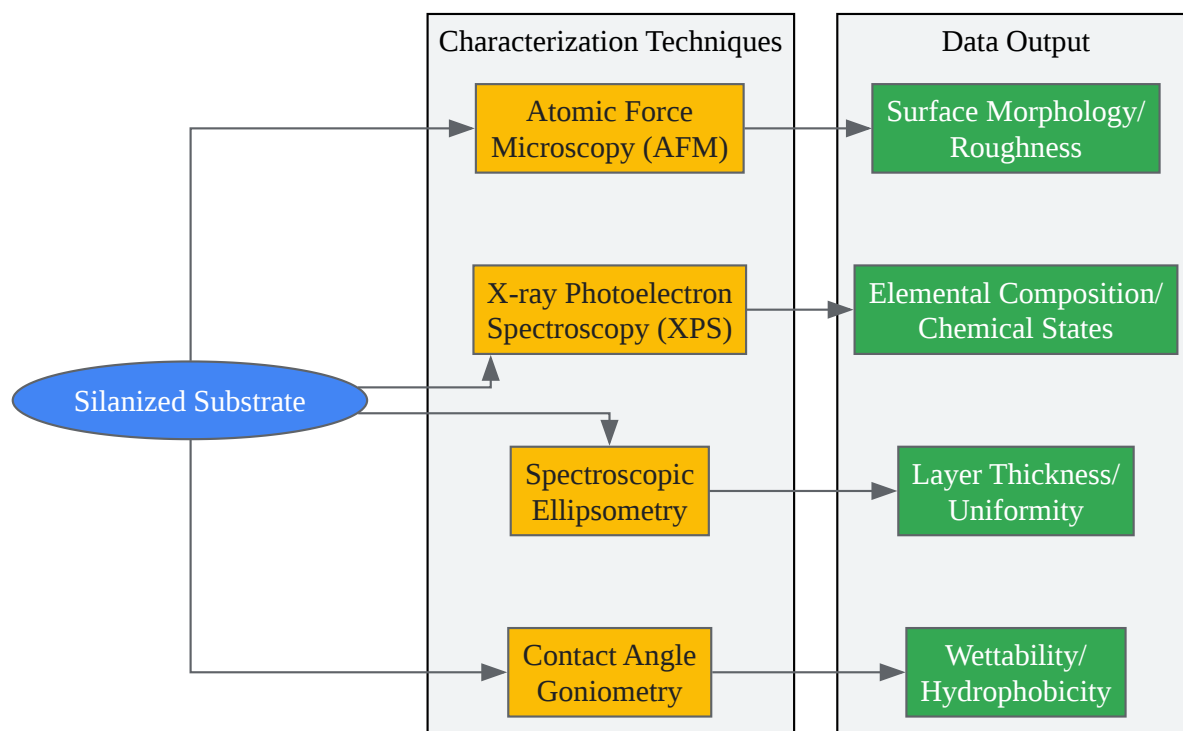 Characterization Techniques
Data Output
Atomic Force
Microscopy (AFM)
Surface Morphology/
Roughness
X-ray Photoelectron
Spectroscopy (XPS)
Elemental Composition/
Chemical States
Silanized Substrate
Spectroscopic
Ellipsometry
Layer Thickness/
Uniformity
Contact Angle
Goniometry
Wettability/
Hydrophobicity